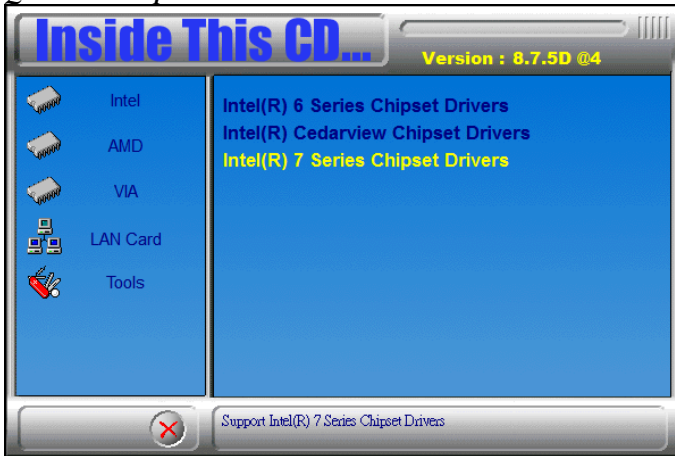 Inside This CD...
Version : 8.7.5D @4
Intel
AMD
VIA
LAN Card
Tools
Intel(R) 6 Series Chipset Drivers
Intel(R) Cedarview Chipset Drivers
Intel(R) 7 Series Chipset Drivers
Support Intel(R) 7 Series Chipset Drivers